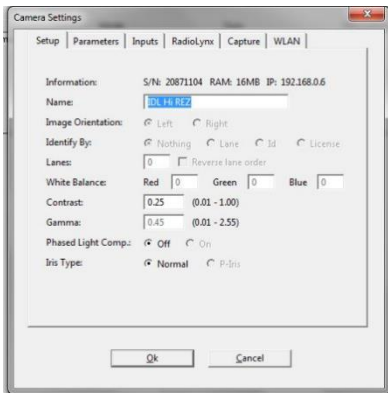 Camera Settings
Setup Parameters Inputs RadioLynx Capture WLAN
Information: S/N: 20871104 RAM: 16MB IP: 192.168.0.6
Name: IDL Hi REZ
Image Orientation: Left Right
Identify By: Nothing Lane Id License
Lanes: 0 Reverse lane order
White Balance: Red 0 Green 0 Blue 0
Contrast: 0.25 (0.01 - 1.00)
Gamma: 0.45 (0.01 - 2.55)
Phased Light Comp.: Off On
Iris Type: Normal P-Iris
Ok Cancel